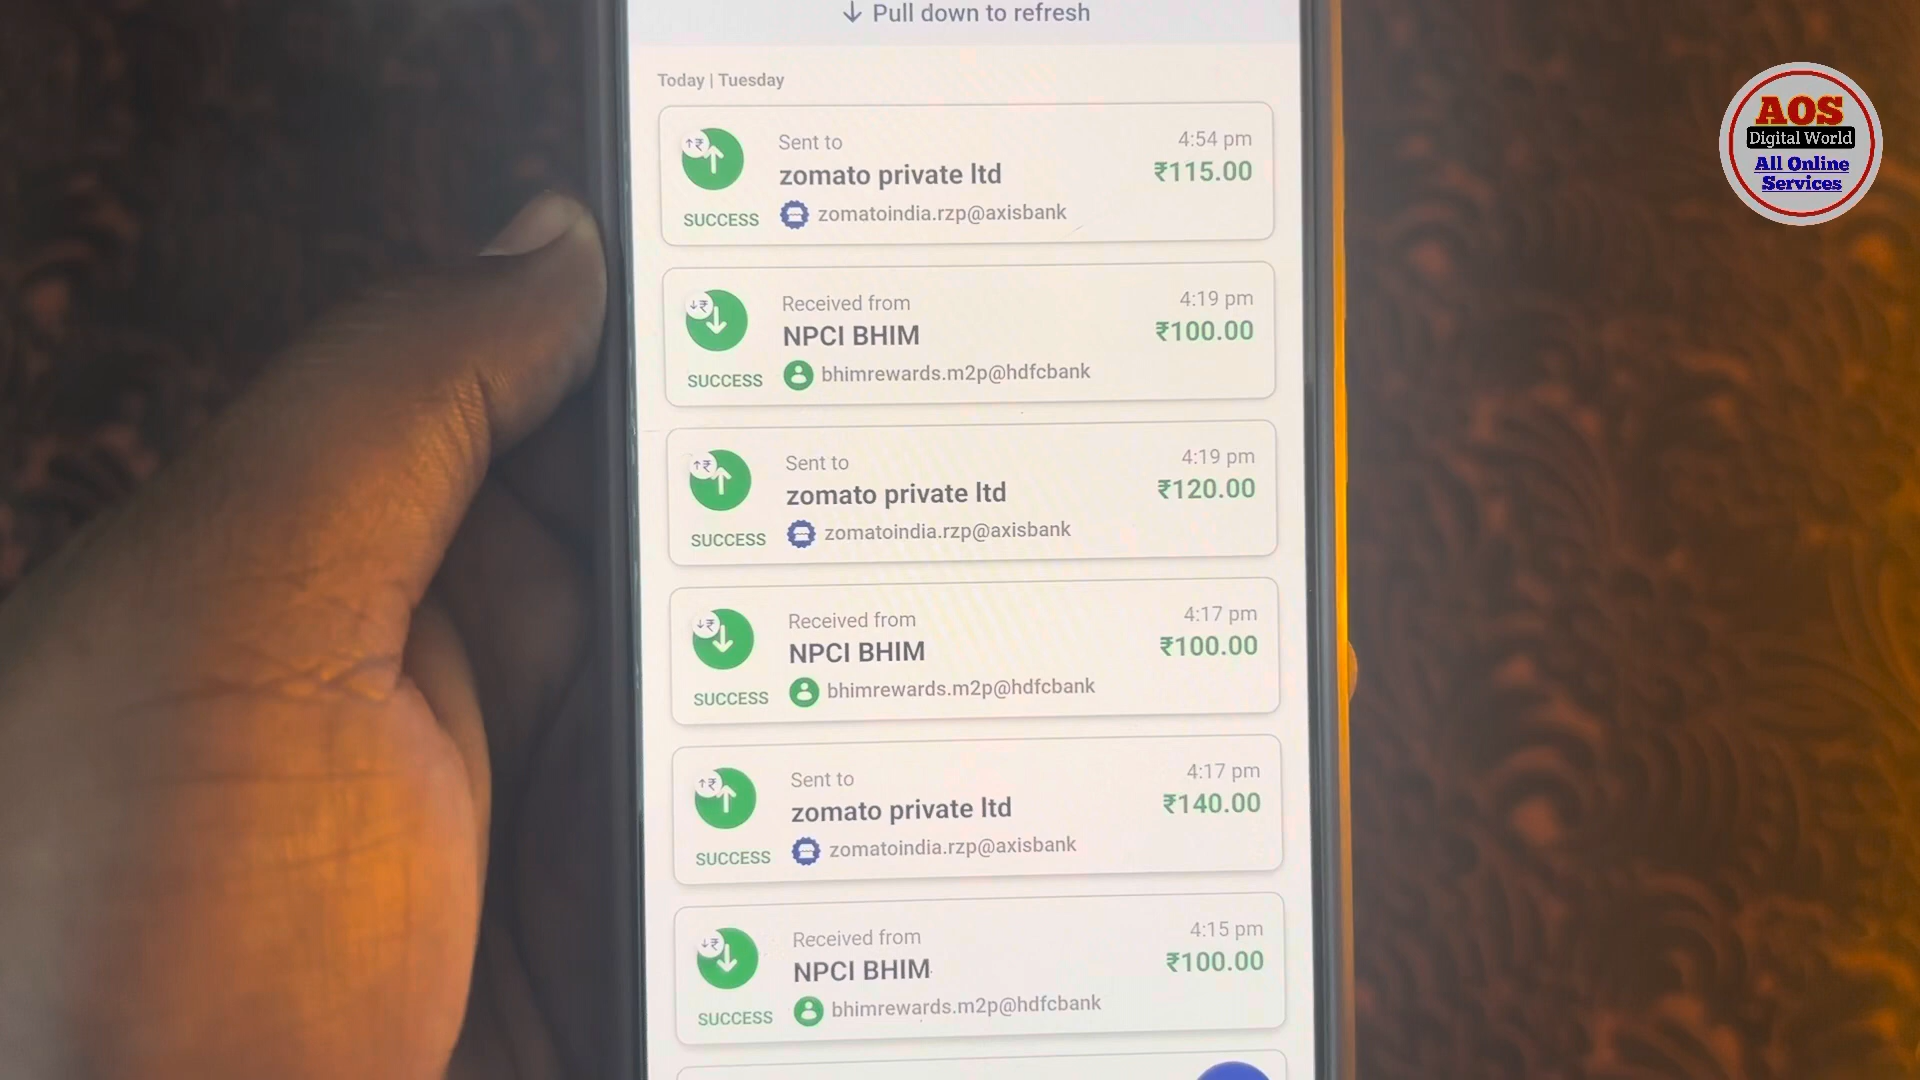 ↓ Pull down to refresh
Today | Tuesday
Sent to
4:54 pm
zomato private ltd
₹115.00
SUCCESS
zomatoindia.rzp@axisbank
Received from
4:19 pm
NPCI BHIM
₹100.00
SUCCESS
bhimrewards.m2p@hdfcbank
Sent to
4:19 pm
zomato private ltd
₹120.00
SUCCESS
zomatoindia.rzp@axisbank
Received from
4:17 pm
NPCI BHIM
₹100.00
SUCCESS
bhimrewards.m2p@hdfcbank
Sent to
4:17 pm
zomato private ltd
₹140.00
SUCCESS
zomatoindia.rzp@axisbank
Received from
4:15 pm
NPCI BHIM
₹100.00
SUCCESS
bhimrewards.m2p@hdfcbank
AOS
Digital World
All Online
Services